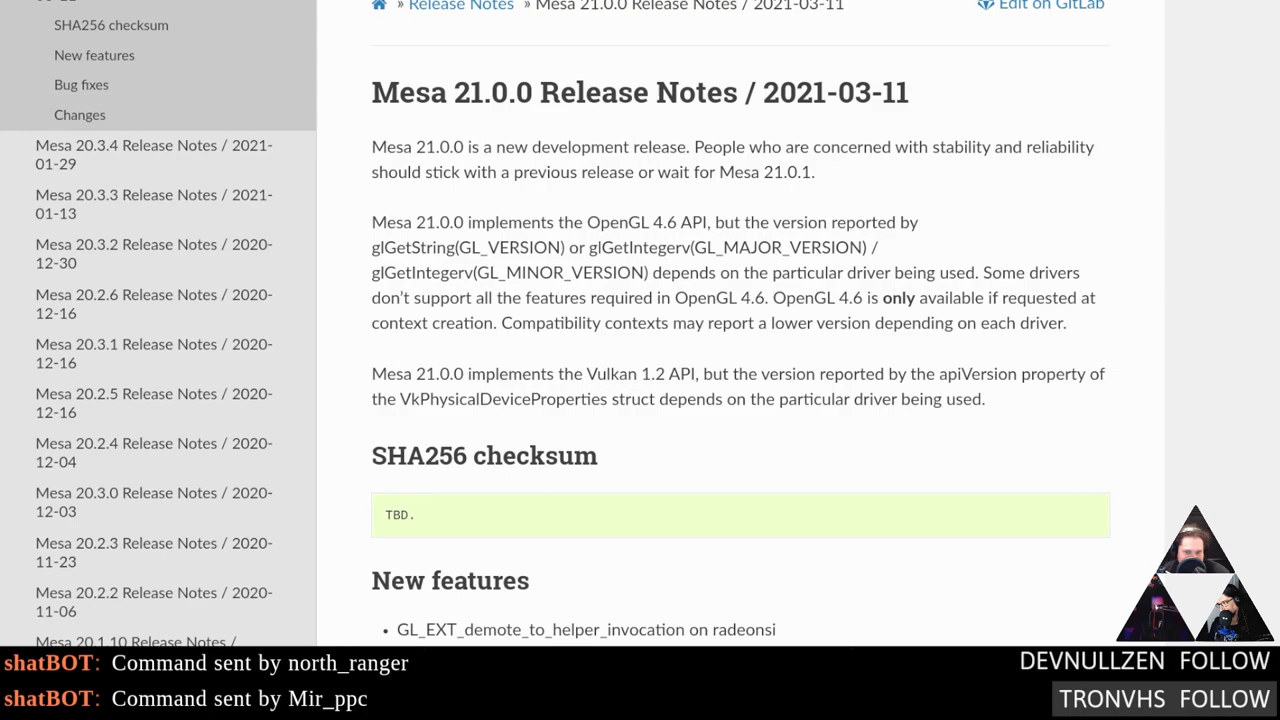 SHA256 checksum
New features
Bug fixes
Changes
Mesa 20.3.4 Release Notes / 2021-
01-29
Mesa 20.3.3 Release Notes / 2021-
01-13
Mesa 20.3.2 Release Notes / 2020-
12-30
Mesa 20.2.6 Release Notes / 2020-
12-16
Mesa 20.3.1 Release Notes / 2020-
12-16
Mesa 20.2.5 Release Notes / 2020-
12-16
Mesa 20.2.4 Release Notes / 2020-
12-04
Mesa 20.3.0 Release Notes / 2020-
12-03
Mesa 20.2.3 Release Notes / 2020-
11-23
Mesa 20.2.2 Release Notes / 2020-
11-06
Mesa 20.1.10 Release Notes /
» Release Notes » Mesa 21.0.0 Release Notes / 2021-03-11
Edit on GitLab
Mesa 21.0.0 Release Notes / 2021-03-11
Mesa 21.0.0 is a new development release. People who are concerned with stability and reliability
should stick with a previous release or wait for Mesa 21.0.1.
Mesa 21.0.0 implements the OpenGL 4.6 API, but the version reported by
glGetString(GL_VERSION) or glGetIntegerv(GL_MAJOR_VERSION) /
glGetIntegerv(GL_MINOR_VERSION) depends on the particular driver being used. Some drivers
don't support all the features required in OpenGL 4.6. OpenGL 4.6 is only available if requested at
context creation. Compatibility contexts may report a lower version depending on each driver.
Mesa 21.0.0 implements the Vulkan 1.2 API, but the version reported by the apiVersion property of
the VkPhysicalDeviceProperties struct depends on the particular driver being used.
SHA256 checksum
TBD.
New features
• GL_EXT_demote_to_helper_invocation on radeonsi
shatBOT: Command sent by north_ranger
shatBOT: Command sent by Mir_ppc
DEVNULLZEN FOLLOW
TRONVHS FOLLOW